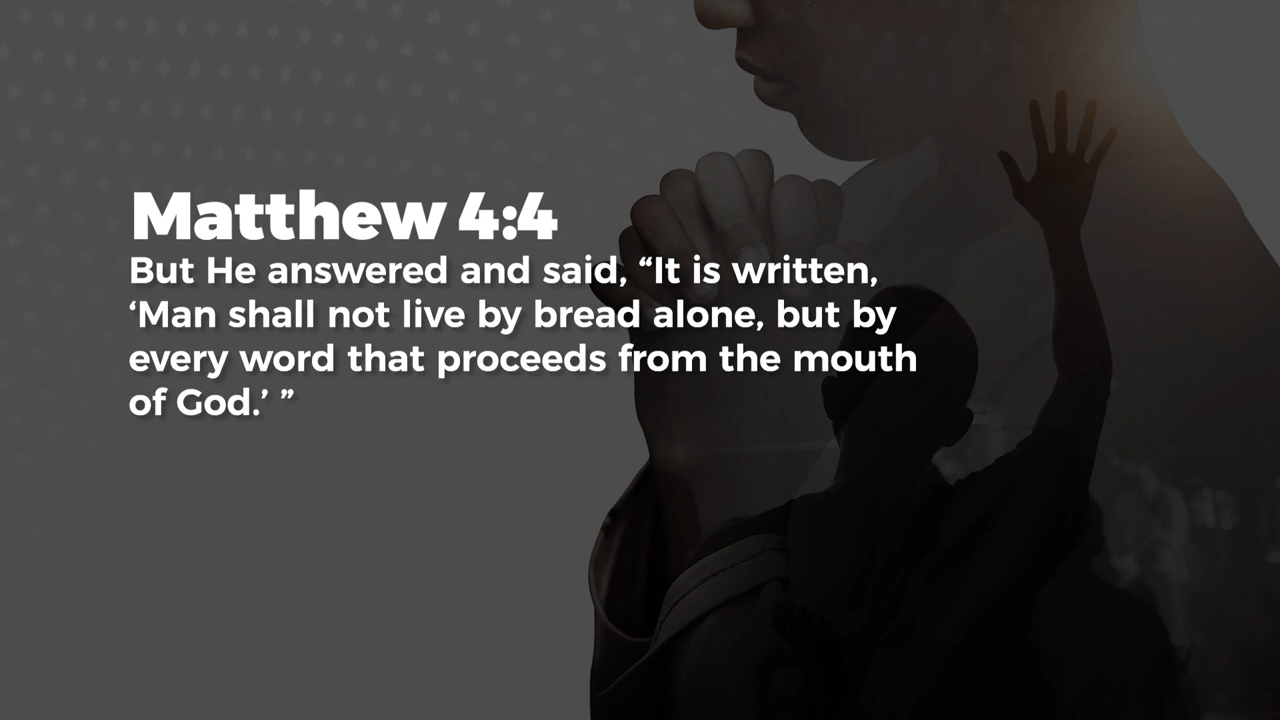 Matthew 4:4
But He answered and said, “It is written,
‘Man shall not live by bread alone, but by
every word that proceeds from the mouth
of God.’ ”